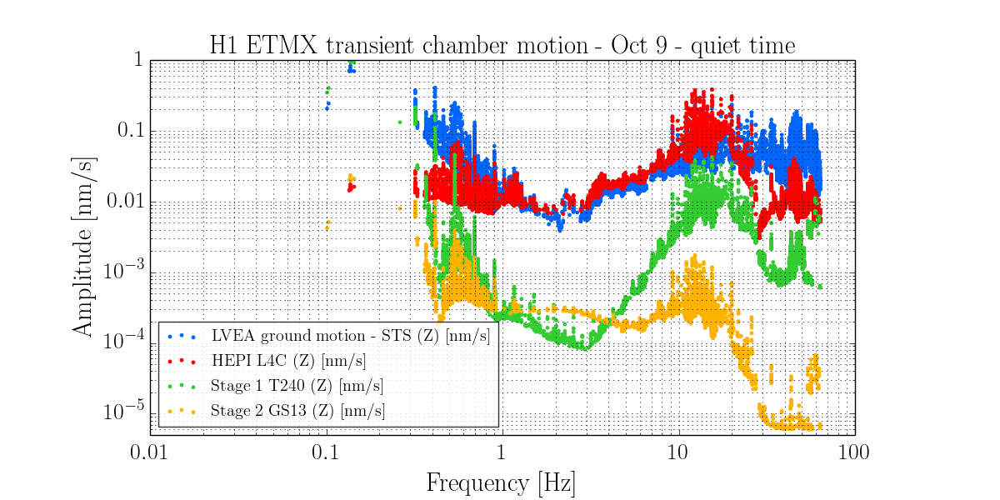 H1 ETMX transient chamber motion - Oct 9 - quiet time
Amplitude [nm/s]
1
0.1
0.01
10⁻³
10⁻⁴
10⁻⁵
LVEA ground motion - STS (Z) [nm/s]
HEPI L4C (Z) [nm/s]
Stage 1 T240 (Z) [nm/s]
Stage 2 GS13 (Z) [nm/s]
0.01 0.1 1 10 100
Frequency [Hz]